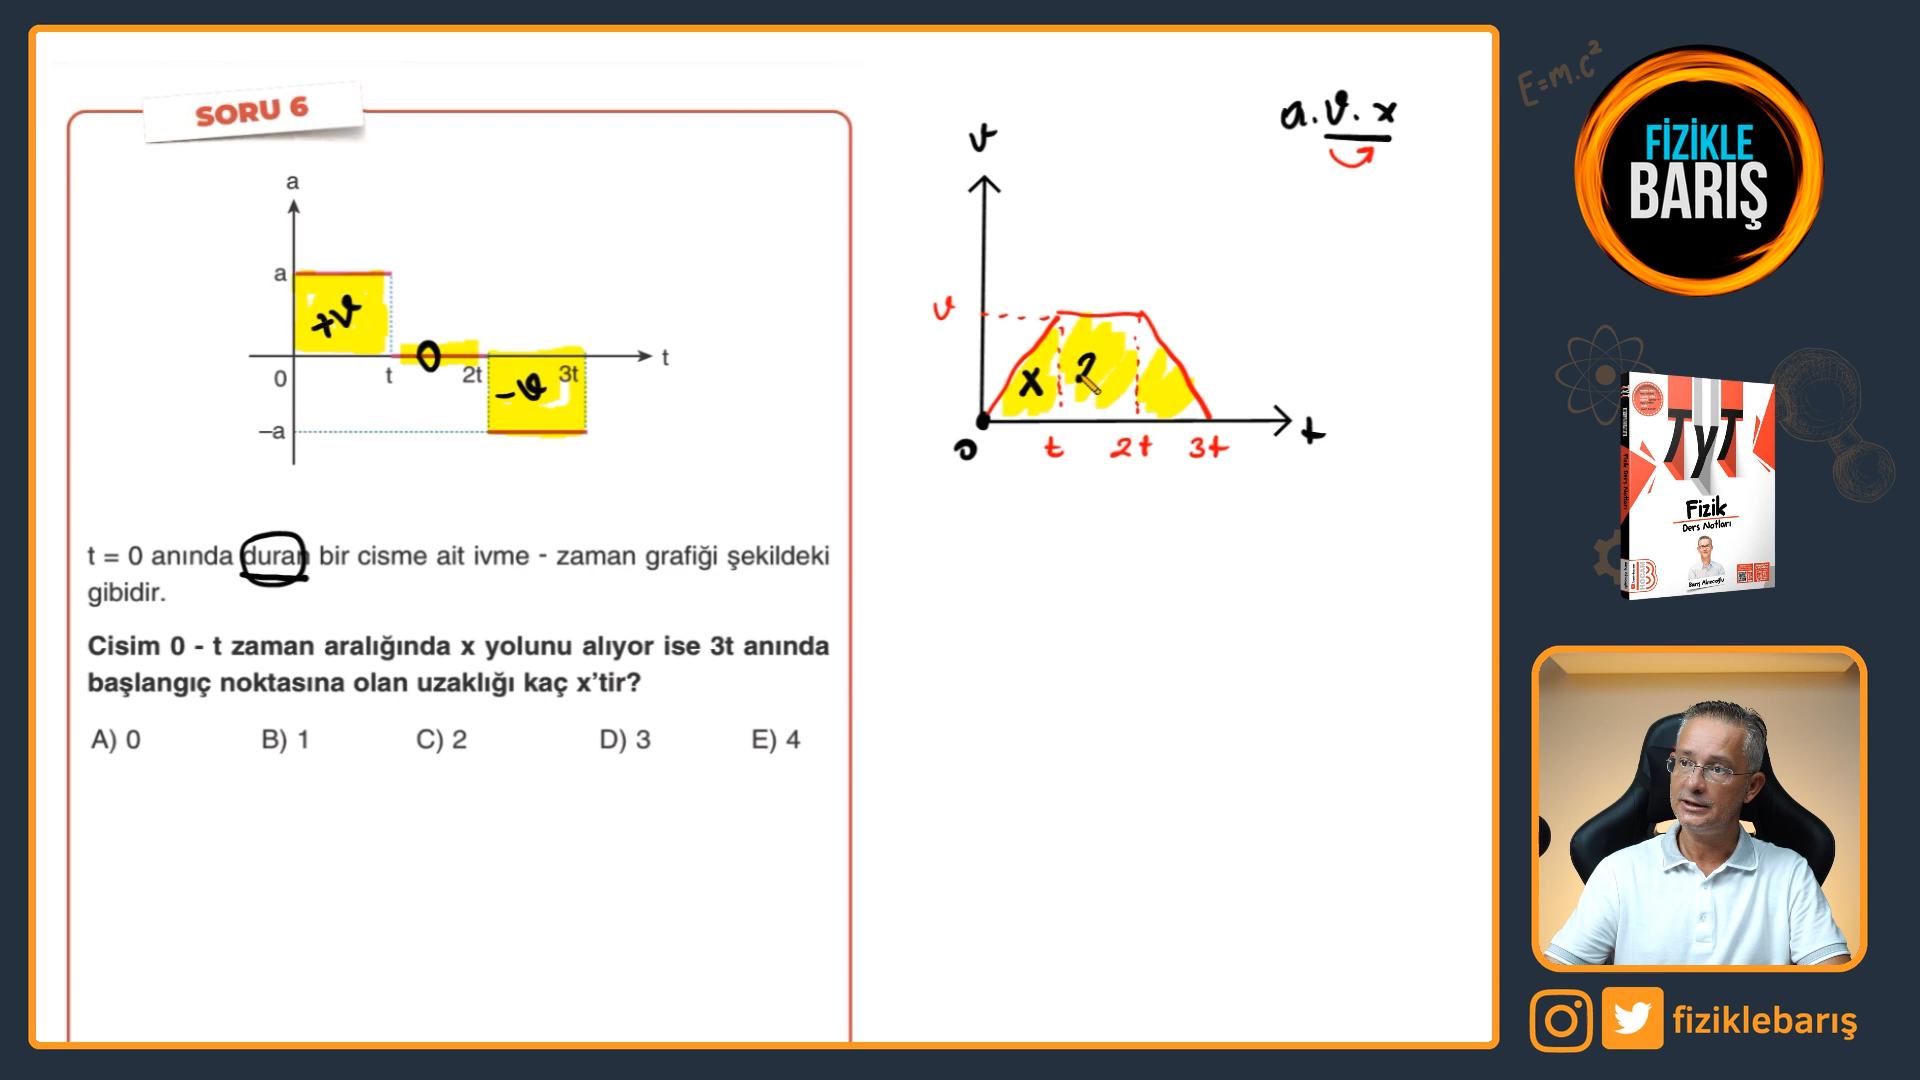 SORU 6
a
a
+v
0
t
0
2t
-v
3t
t
-a
t = 0 anında duran bir cisme ait ivme - zaman grafiği şekildeki
gibidir.
Cisim 0 - t zaman aralığında x yolunu alıyor ise 3t anında
başlangıç noktasına olan uzaklığı kaç x'tir?
A) 0 B) 1 C) 2 D) 3 E) 4
a.v.x
v
v
x
2
0
t
2t
3t
t
E=m.c²
FİZİKLE
BARIŞ
TYT
Fizik
Ders Notları
fiziklebarış